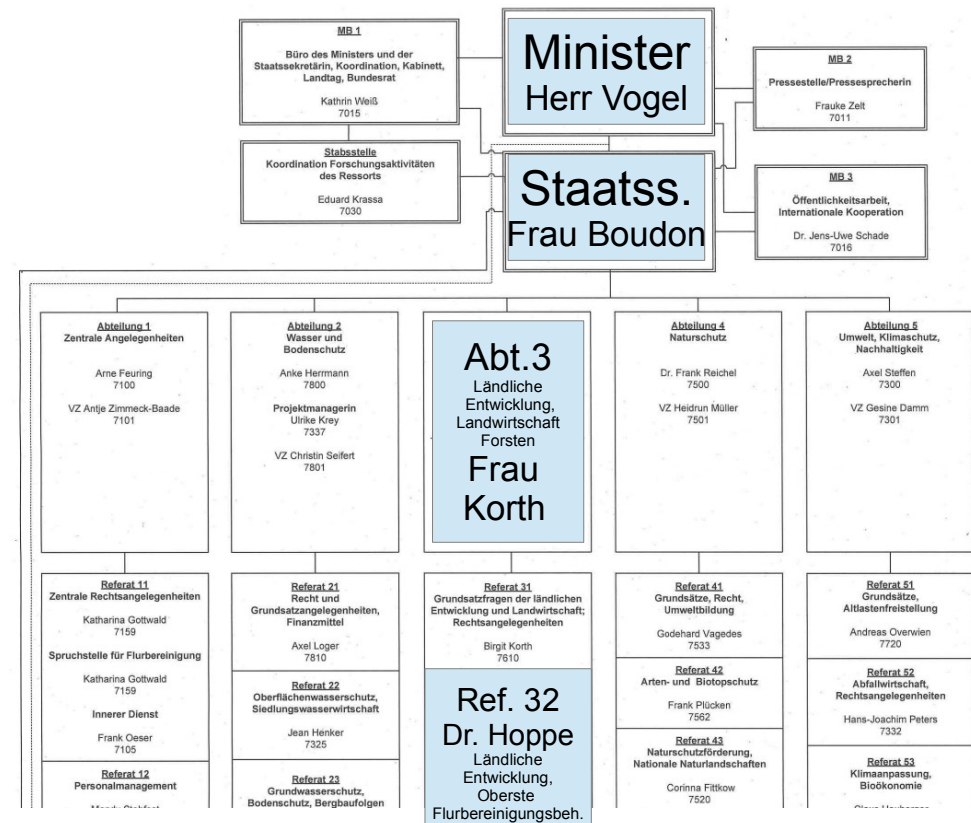 MB 1
Büro des Ministers und der
Staatssekretärin, Koordination, Kabinett,
Landtag, Bundesrat
Kathrin Weiß
7015
Minister
Herr Vogel
MB 2
Pressestelle/Pressesprecherin
Frauke Zelt
7011
Stabsstelle
Koordination Forschungsaktivitäten
des Ressorts
Eduard Krassa
7030
Staatss.
Frau Boudon
MB 3
Öffentlichkeitsarbeit,
Internationale Kooperation
Dr. Jens-Uwe Schade
7016
Abteilung 1
Zentrale Angelegenheiten
Arne Feuring
7100
VZ Antje Zimmeck-Baade
7101
Abteilung 2
Wasser und
Bodenschutz
Anke Herrmann
7800
Projektmanagerin
Ulrike Krey
7337
VZ Christin Seifert
7801
Abt.3
Ländliche
Entwicklung,
Landwirtschaft
Forsten
Frau
Korth
Abteilung 4
Naturschutz
Dr. Frank Reichel
7500
VZ Heidrun Müller
7501
Abteilung 5
Umwelt, Klimaschutz,
Nachhaltigkeit
Axel Steffen
7300
VZ Gesine Damm
7301
Referat 11
Zentrale Rechtsangelegenheiten
Katharina Gottwald
7159
Spruchstelle für Flurbereinigung
Katharina Gottwald
7159
Innerer Dienst
Frank Oeser
7105
Referat 12
Personalmanagement
Referat 21
Recht und
Grundsatzangelegenheiten,
Finanzmittel
Axel Loger
7810
Referat 22
Oberflächenwasserschutz,
Siedlungswasserwirtschaft
Jean Henker
7325
Referat 23
Grundwasserschutz,
Bodenschutz, Bergbaufolgen
Referat 31
Grundsatzfragen der ländlichen
Entwicklung und Landwirtschaft;
Rechtsangelegenheiten
Birgit Korth
7610
Ref. 32
Dr. Hoppe
Ländliche
Entwicklung,
Oberste
Flurbereinigungsbeh.
Referat 41
Grundsätze, Recht,
Umweltbildung
Godehard Vagedes
7533
Referat 42
Arten- und Biotopschutz
Frank Plücken
7562
Referat 43
Naturschutzförderung,
Nationale Naturlandschaften
Corinna Fittkow
7520
Referat 51
Grundsätze,
Altlastenfreistellung
Andreas Overwien
7720
Referat 52
Abfallwirtschaft,
Rechtsangelegenheiten
Hans-Joachim Peters
7332
Referat 53
Klimaanpassung,
Bioökonomie